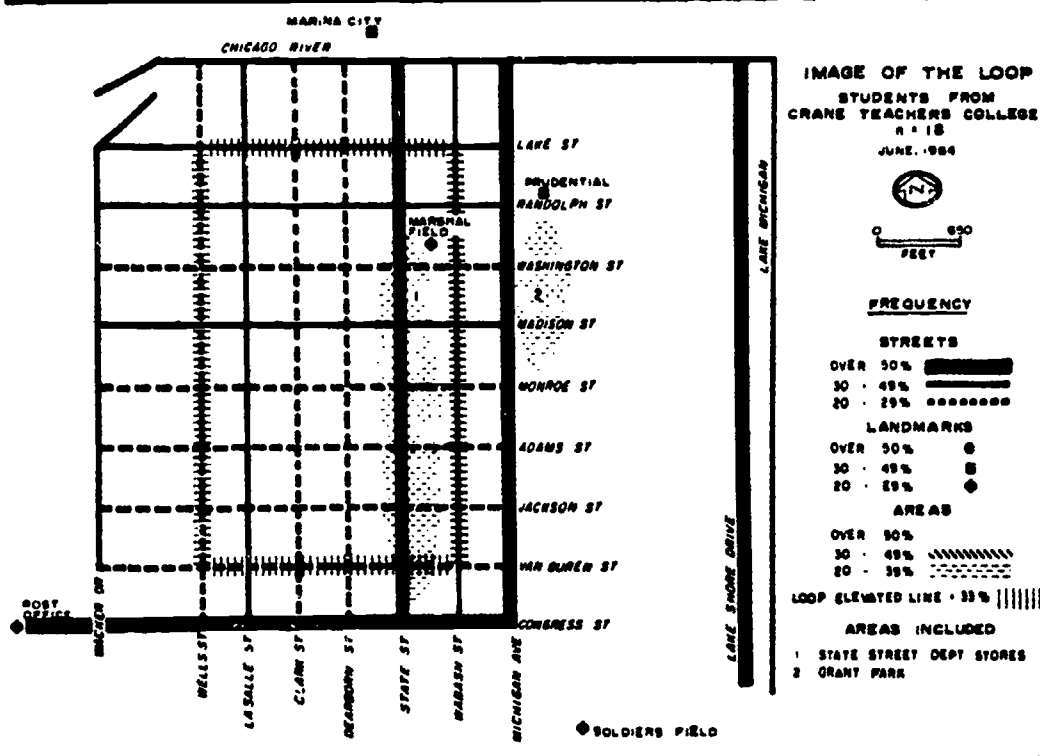 MARINA CITY
CHICAGO RIVER
LAKE ST
PRUDENTIAL
RANDOLPH ST
MARSHAL
FIELD
WASHINGTON ST
1
2
MADISON ST
MONROE ST
ADAMS ST
JACKSON ST
VAN BUREN ST
POST
OFFICE
CONGRESS ST
WACKER DR
WELLS ST
LASALLE ST
CLARK ST
DEARBORN ST
STATE ST
WABASH ST
MICHIGAN AVE
LAKE SHORE DRIVE
LAKE MICHIGAN
SOLDIERS FIELD
IMAGE OF THE LOOP
STUDENTS FROM
CRANE TEACHERS COLLEGE
n = 18
JUNE, 1964
N
0 650
FEET
FREQUENCY
STREETS
OVER 50%
30 - 49%
20 - 29%
LANDMARKS
OVER 50%
30 - 49%
20 - 29%
AREAS
OVER 50%
30 - 49%
20 - 39%
LOOP ELEVATED LINE = 33%
AREAS INCLUDED
1 STATE STREET DEPT STORES
2 GRANT PARK